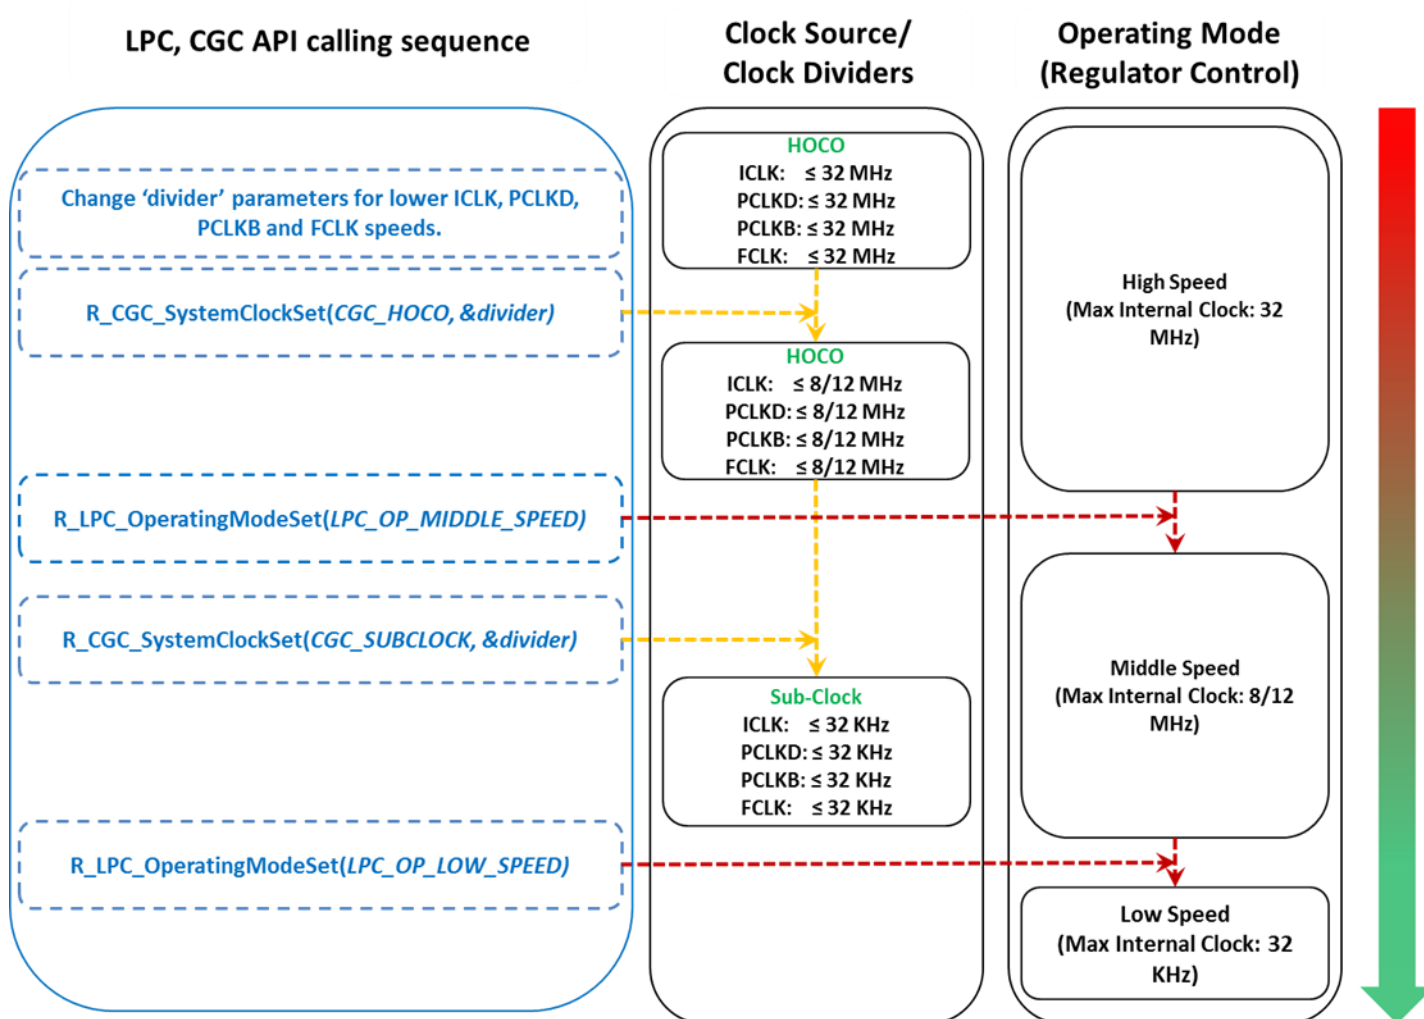 LPC, CGC API calling sequence
Clock Source/
Clock Dividers
Operating Mode
(Regulator Control)
Change ‘divider’ parameters for lower ICLK, PCLKD,
PCLKB and FCLK speeds.
R_CGC_SystemClockSet(CGC_HOCO, &divider)
R_LPC_OperatingModeSet(LPC_OP_MIDDLE_SPEED)
R_CGC_SystemClockSet(CGC_SUBCLOCK, &divider)
R_LPC_OperatingModeSet(LPC_OP_LOW_SPEED)
HOCO
ICLK: ≤ 32 MHz
PCLKD: ≤ 32 MHz
PCLKB: ≤ 32 MHz
FCLK: ≤ 32 MHz
HOCO
ICLK: ≤ 8/12 MHz
PCLKD: ≤ 8/12 MHz
PCLKB: ≤ 8/12 MHz
FCLK: ≤ 8/12 MHz
Sub-Clock
ICLK: ≤ 32 KHz
PCLKD: ≤ 32 KHz
PCLKB: ≤ 32 KHz
FCLK: ≤ 32 KHz
High Speed
(Max Internal Clock: 32
MHz)
Middle Speed
(Max Internal Clock: 8/12
MHz)
Low Speed
(Max Internal Clock: 32
KHz)